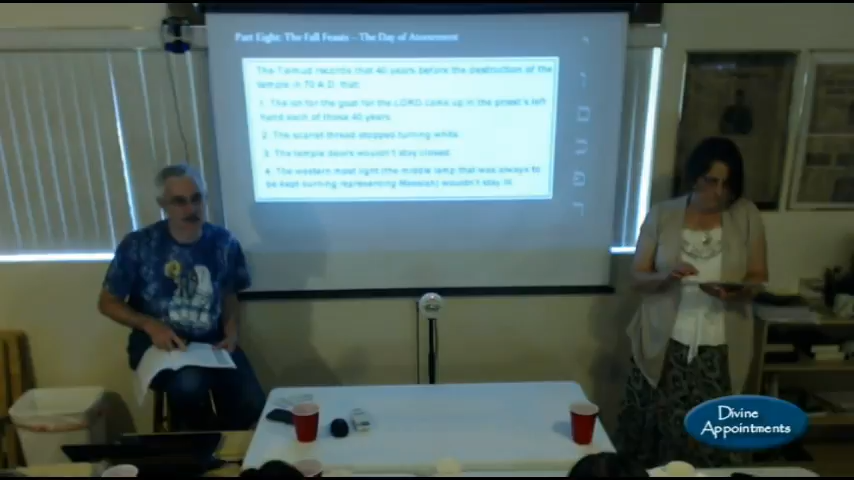 Part Eight: The Fall Feasts – The Day of Atonement
The Talmud records that 40 years before the destruction of the
temple in 70 A.D. that:
1. The lot for the goat for the LORD came up in the priest's left
hand each of those 40 years.
2. The scarlet thread stopped turning white.
3. The temple doors wouldn't stay closed.
4. The western most light (the middle lamp that was always to
be kept burning representing Messiah) wouldn't stay lit.
Divine
Appointments